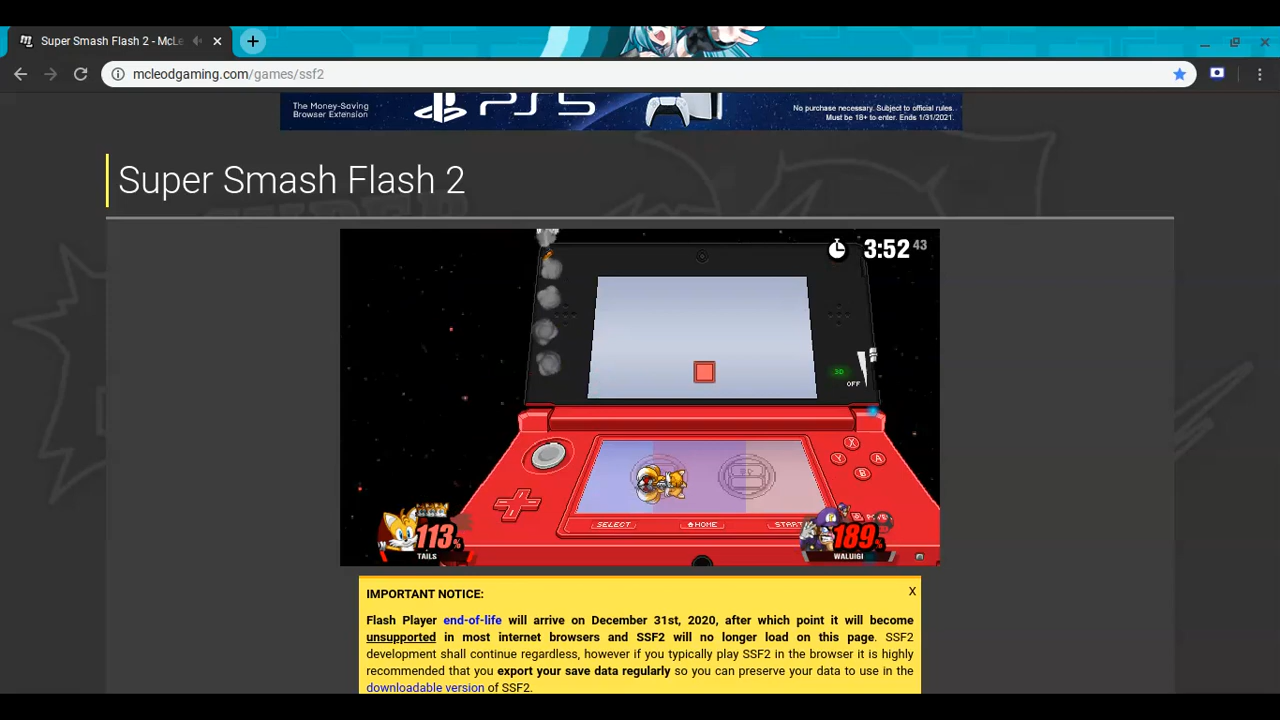 Super Smash Flash 2 - McLe
mcleodgaming.com/games/ssf2
The Money-Saving
Browser Extension
PS5
No purchase necessary. Subject to official rules.
Must be 18+ to enter. Ends 1/31/2021.
Super Smash Flash 2
3:52 43
3D
OFF
X
Y
A
B
SELECT
HOME
START
113%
TAILS
189%
WALUIGI
IMPORTANT NOTICE:
X
Flash Player end-of-life will arrive on December 31st, 2020, after which point it will become
unsupported in most internet browsers and SSF2 will no longer load on this page. SSF2
development shall continue regardless, however if you typically play SSF2 in the browser it is highly
recommended that you export your save data regularly so you can preserve your data to use in the
downloadable version of SSF2.